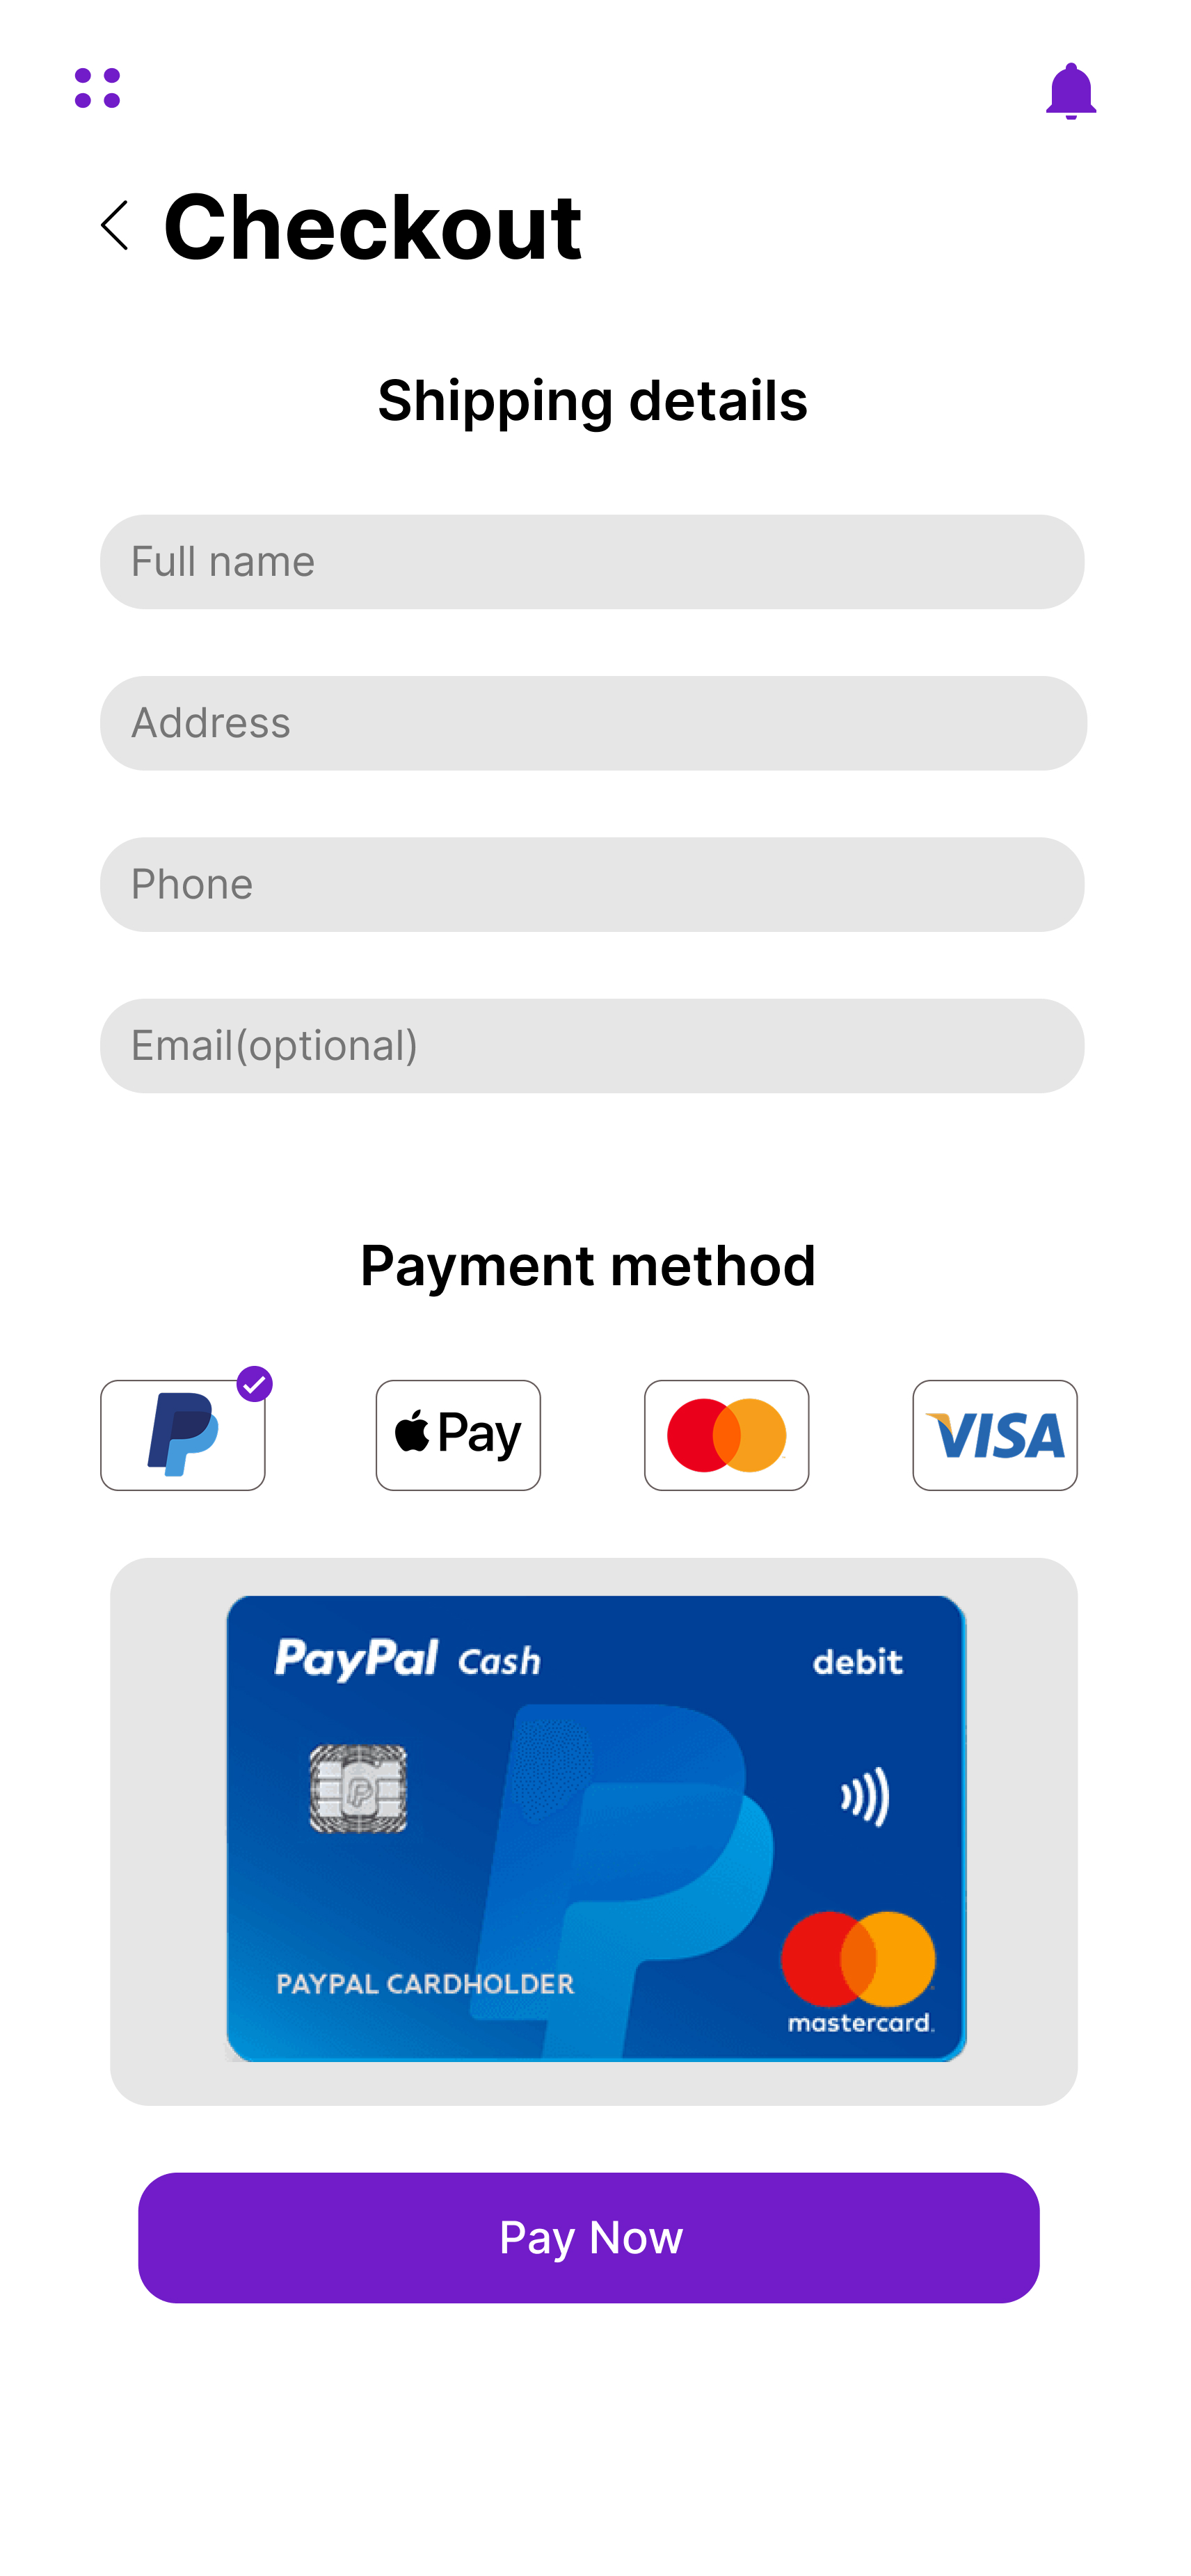 Checkout
Shipping details
Full name
Address
Phone
Email(optional)
Payment method
Pay
VISA
PayPal Cash debit
PAYPAL CARDHOLDER
mastercard.
Pay Now